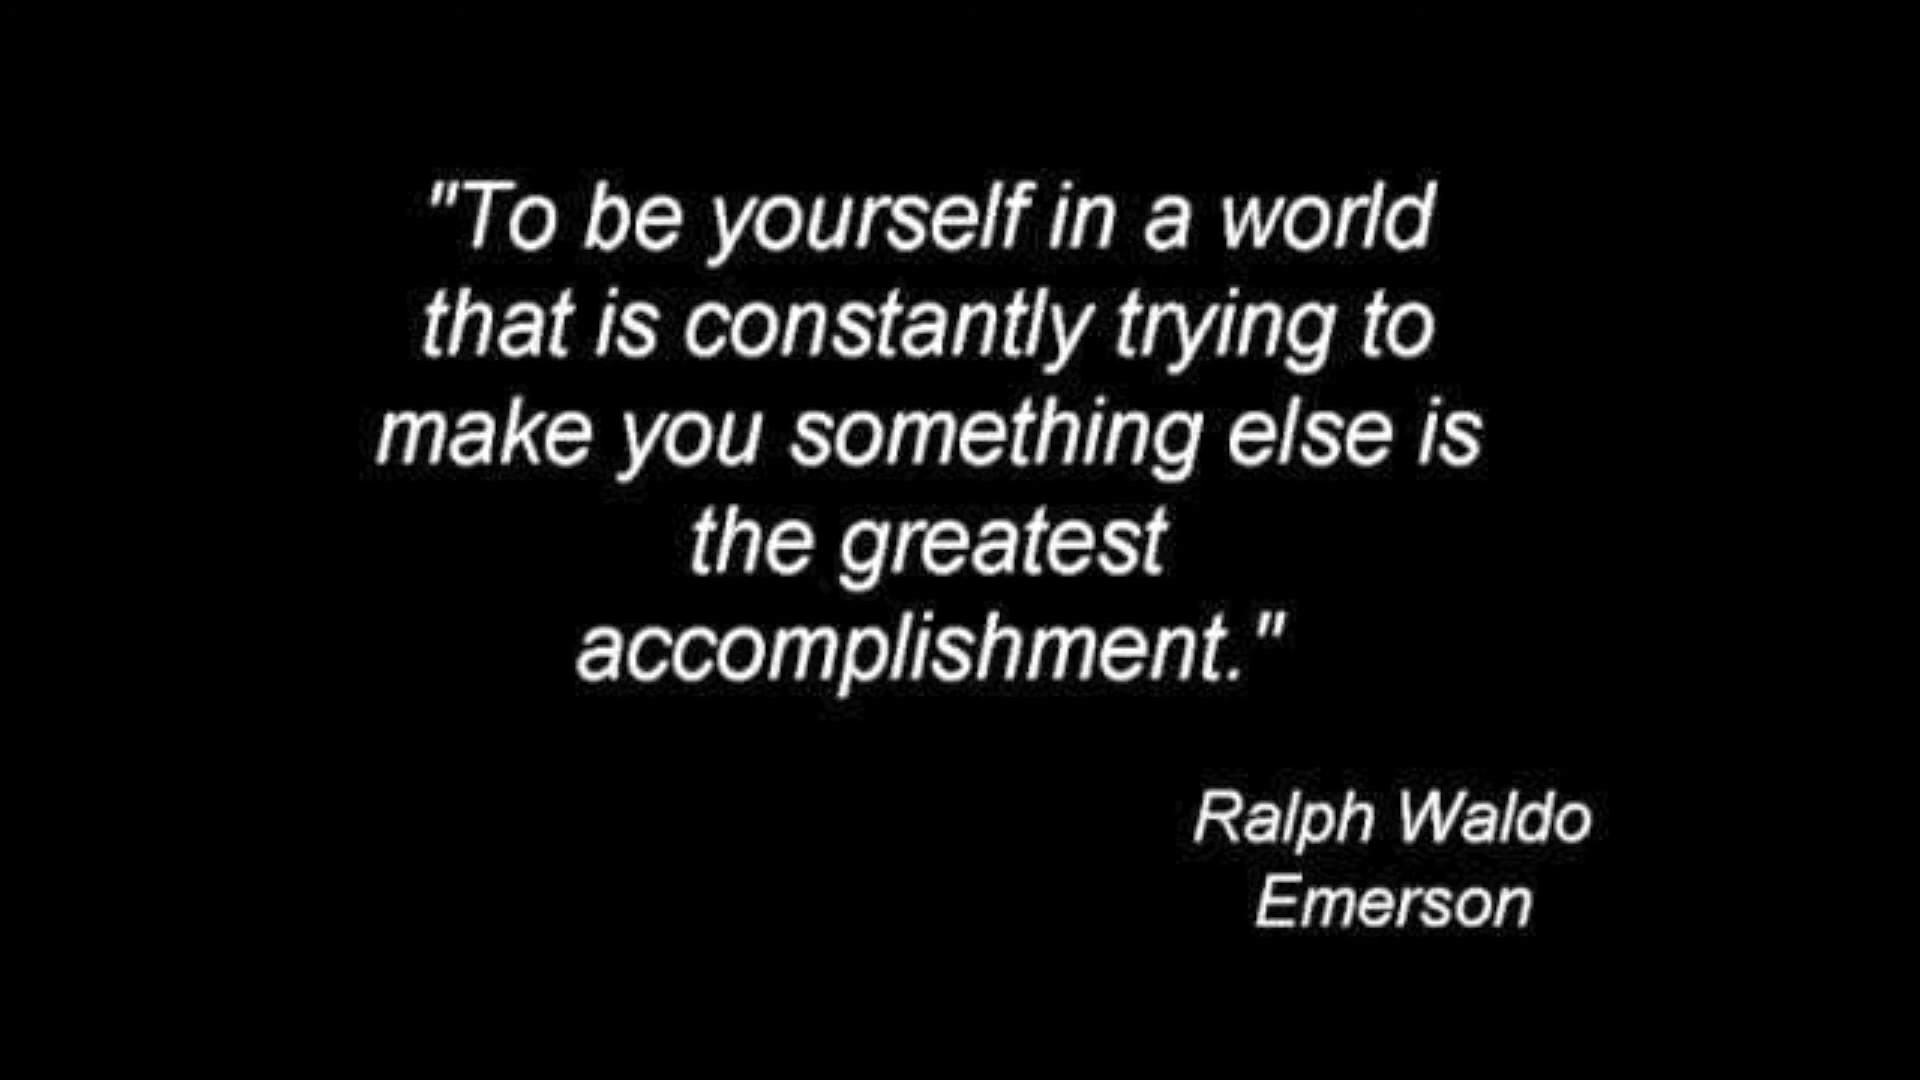 "To be yourself in a world
that is constantly trying to
make you something else is
the greatest
accomplishment."
Ralph Waldo
Emerson